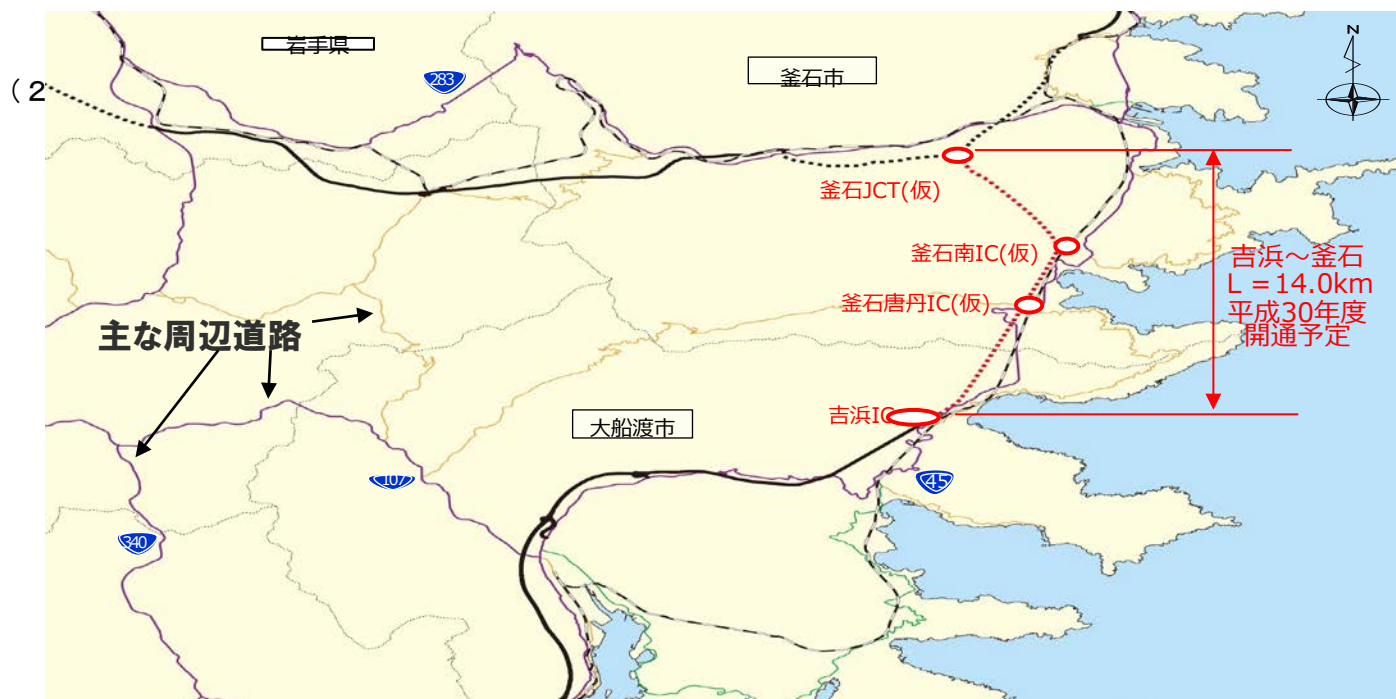 岩手県
N
釜石市
283
（2
釜石JCT(仮)
釜石南IC(仮)
吉浜～釜石
L =14.0km
平成30年度
開通予定
釜石唐丹IC(仮)
主な周辺道路
吉浜IC
大船渡市
107
45
340